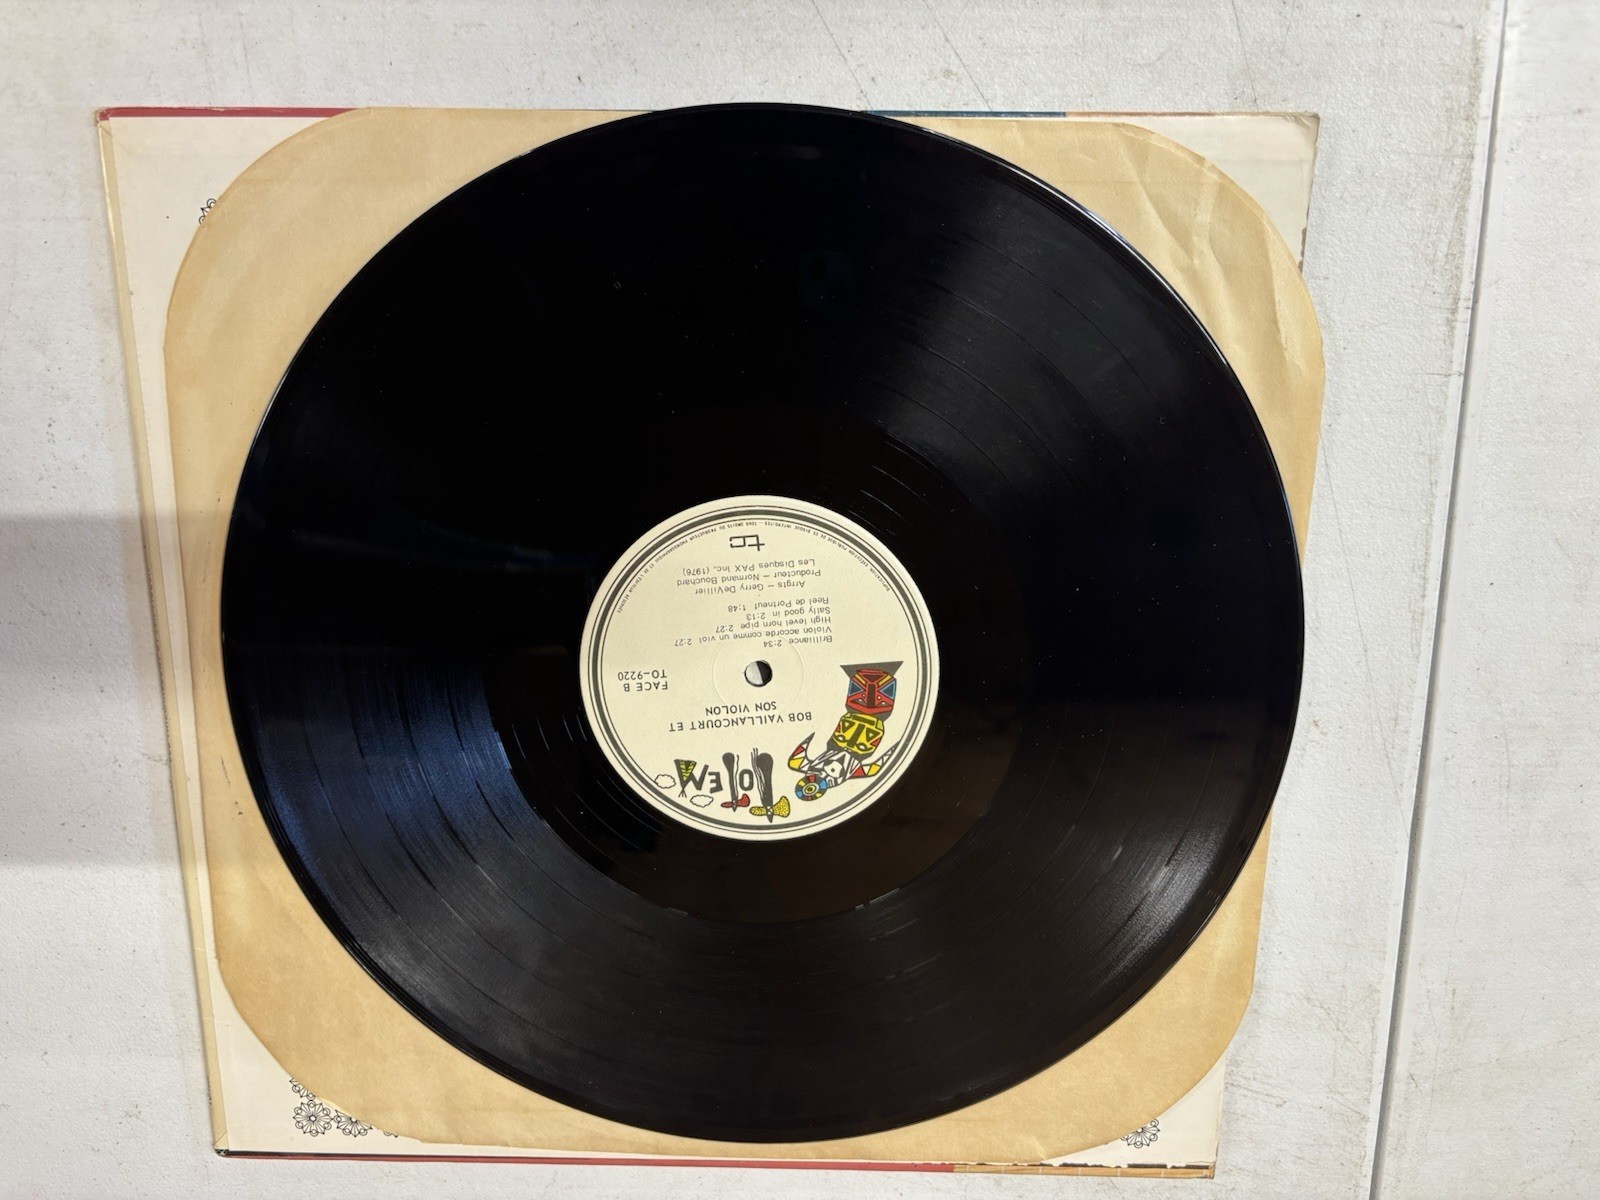 TOTEM
BOB VAILLANCOURT ET
SON VIOLON
FACE B
TO-9220
Brilliance 2:34
Violon accorde comme un viol 2:27
High level horn pipe 2:27
Sally good in 2:13
Reel de Portneuf 1:48
Arrgts - Gerry DeVillier
Producteur - Normand Bouchard
Les Disques PAX Inc. (1976)
tc